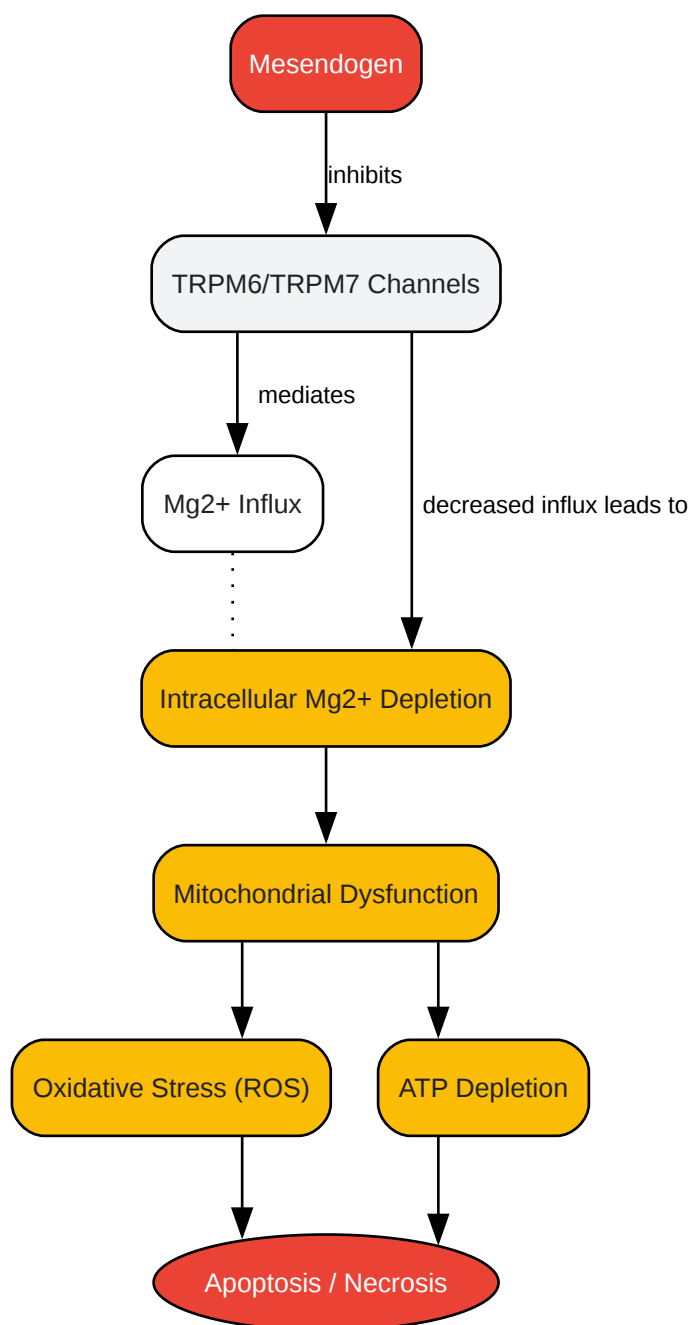 Mesendogen
inhibits
TRPM6/TRPM7 Channels
mediates
Mg2+ Influx
decreased influx leads to
Intracellular Mg2+ Depletion
Mitochondrial Dysfunction
Oxidative Stress (ROS)
ATP Depletion
Apoptosis / Necrosis